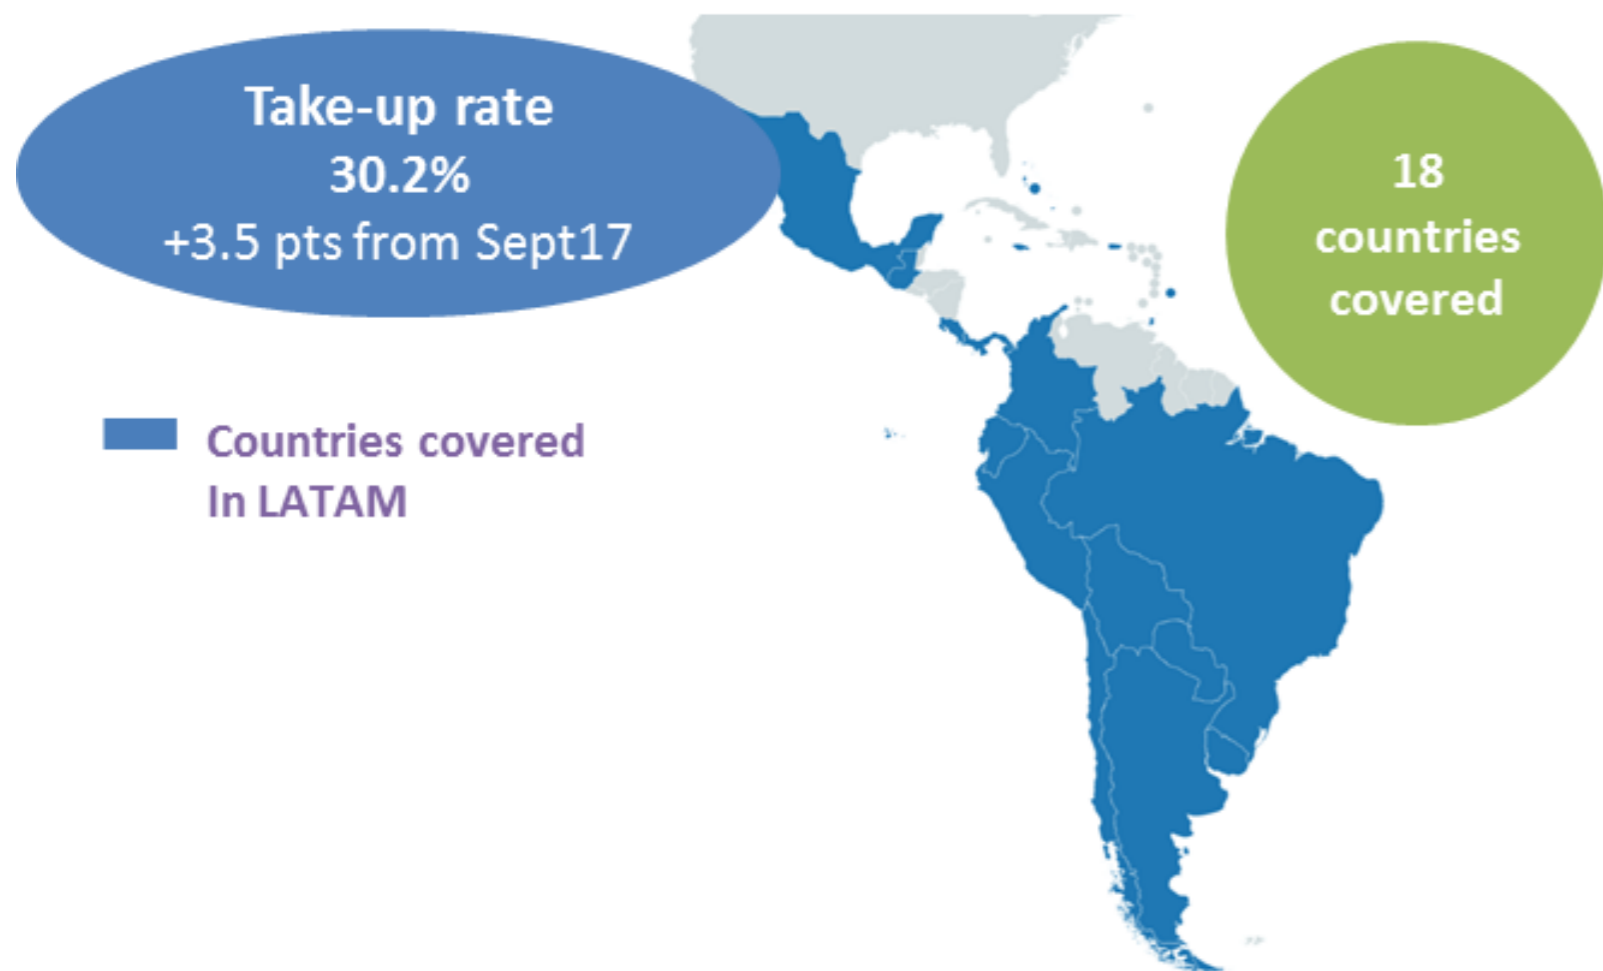 Take-up rate
30.2%
+3.5 pts from Sept17
18
countries
covered
Countries covered
In LATAM